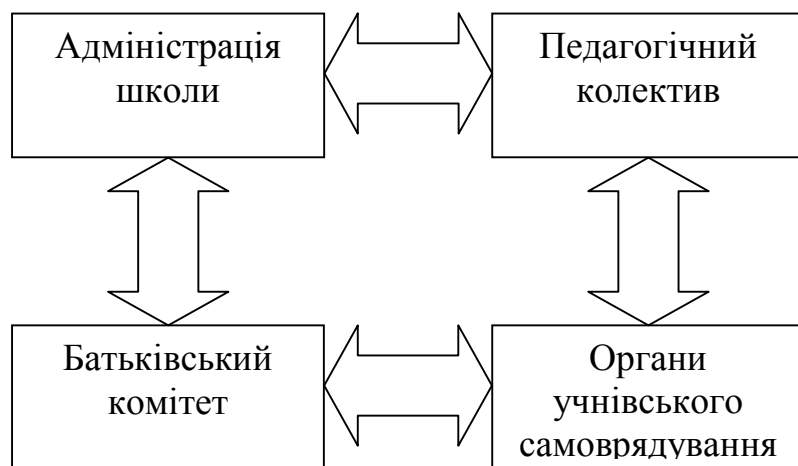 Адміністрація
школи
Педагогічний
колектив
Батьківський
комітет
Органи
учнівського
самоврядування